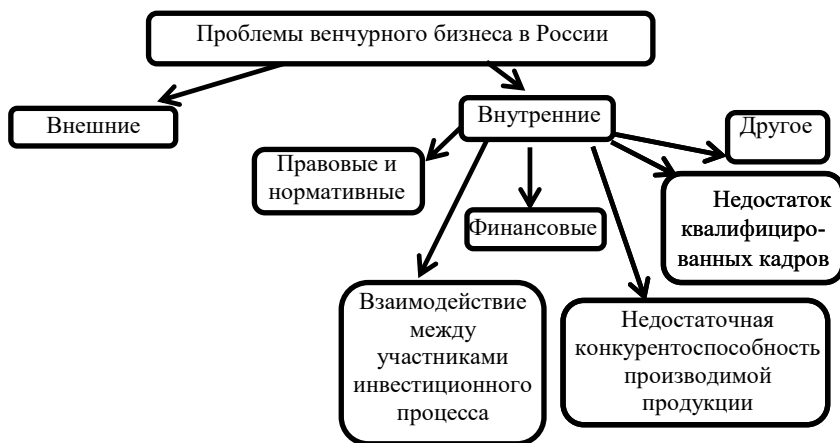 Проблемы венчурного бизнеса в России
Внешние
Внутренние
Другое
Правовые и
нормативные
Финансовые
Недостаток
квалифициро-
ванных кадров
Взаимодействие
между
участниками
инвестиционного
процесса
Недостаточная
конкурентоспособность
производимой
продукции